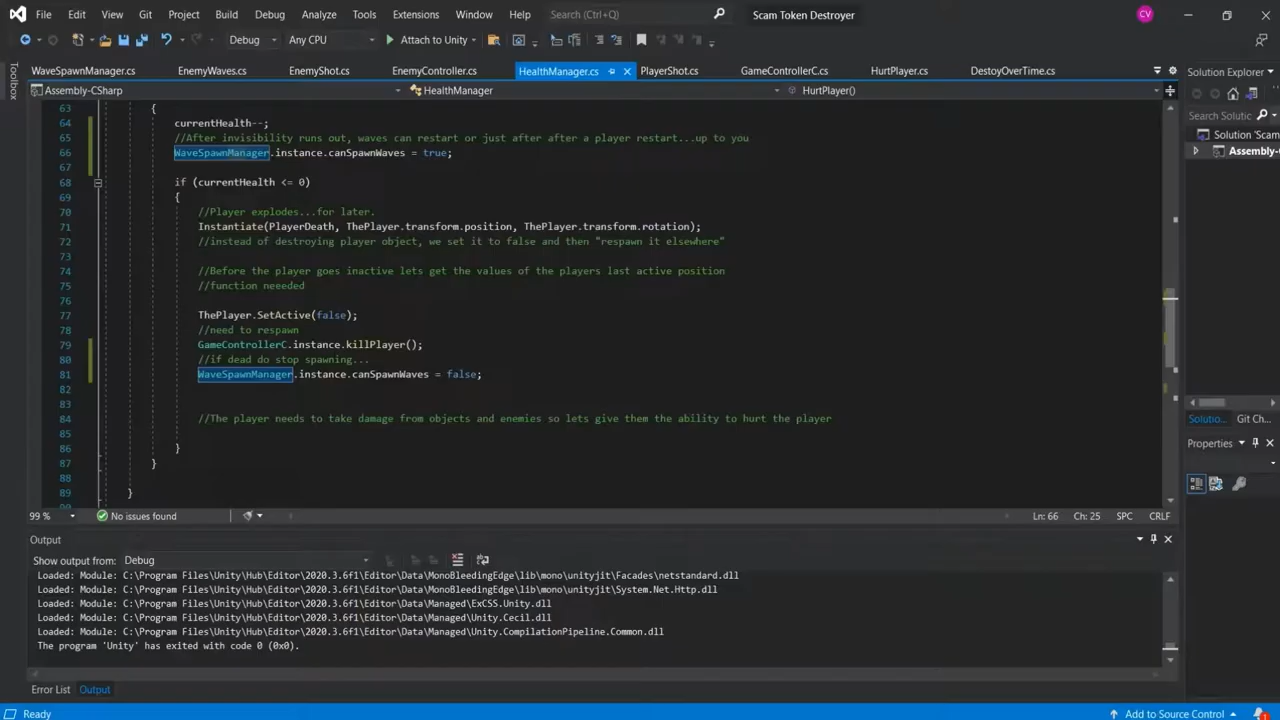 File Edit View Git Project Build Debug Analyze Tools Extensions Window Help Search (Ctrl+Q) Scam Token Destroyer CV
Debug Any CPU Attach to Unity
WaveSpawnManager.cs EnemyWaves.cs EnemyShot.cs EnemyController.cs HealthManager.cs PlayerShot.cs GameControllerC.cs HurtPlayer.cs DestoyOverTime.cs
Toolbox
Assembly-CSharp HealthManager HurtPlayer()
63 {
64 currentHealth--;
65 //After invisibility runs out, waves can restart or just after after a player restart...up to you
66 WaveSpawnManager.instance.canSpawnWaves = true;
67
68 if (currentHealth <= 0)
69 {
70 //Player explodes...for later.
71 Instantiate(PlayerDeath, ThePlayer.transform.position, ThePlayer.transform.rotation);
72 //instead of destroying player object, we set it to false and then "respawn it elsewhere"
73
74 //Before the player goes inactive lets get the values of the players last active position
75 //function neeeded
76
77 ThePlayer.SetActive(false);
78 //need to respawn
79 GameControllerC.instance.killPlayer();
80 //if dead do stop spawning...
81 WaveSpawnManager.instance.canSpawnWaves = false;
82
83
84 //The player needs to take damage from objects and enemies so lets give them the ability to hurt the player
85
86 }
87 }
88
89 }
99 % No issues found Ln: 66 Ch: 25 SPC CRLF
Output
Show output from: Debug
Loaded: Module: C:\Program Files\Unity\Hub\Editor\2020.3.6f1\Editor\Data\MonoBleedingEdge\lib\mono\unityjit\Facades\netstandard.dll
Loaded: Module: C:\Program Files\Unity\Hub\Editor\2020.3.6f1\Editor\Data\MonoBleedingEdge\lib\mono\unityjit\System.Net.Http.dll
Loaded: Module: C:\Program Files\Unity\Hub\Editor\2020.3.6f1\Editor\Data\Managed\ExCSS.Unity.dll
Loaded: Module: C:\Program Files\Unity\Hub\Editor\2020.3.6f1\Editor\Data\Managed\Unity.Cecil.dll
Loaded: Module: C:\Program Files\Unity\Hub\Editor\2020.3.6f1\Editor\Data\Managed\Unity.CompilationPipeline.Common.dll
The program 'Unity' has exited with code 0 (0x0).
Error List Output
Solution Explorer
Search Solution
Solution 'Scam
Assembly-
Solutio... Git Ch...
Properties
Ready Add to Source Control